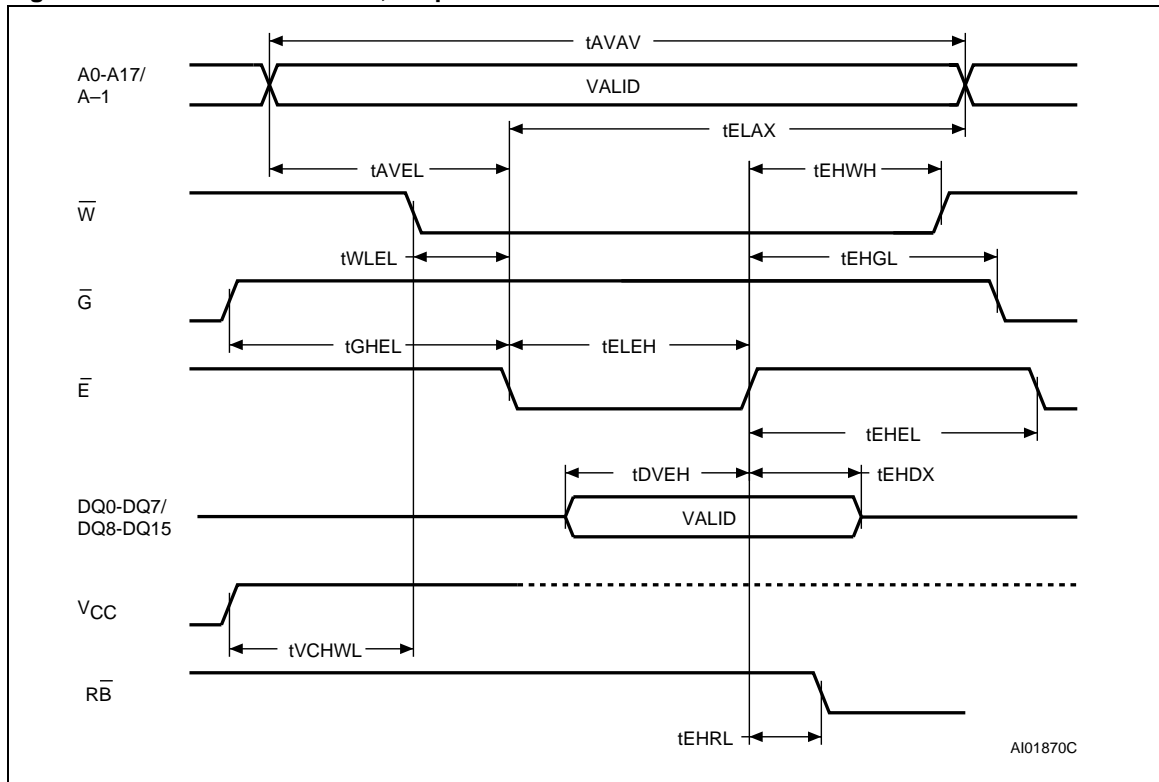 tAVAV
A0-A17/
A–1
VALID
tELAX
tAVEL
tEHWH
W̅
tWLEL
tEHGL
G̅
tGHEL
tELEH
E̅
tEHEL
tDVEH
tEHDX
DQ0-DQ7/
DQ8-DQ15
VALID
VCC
tVCHWL
RB̅
tEHRL
AI01870C